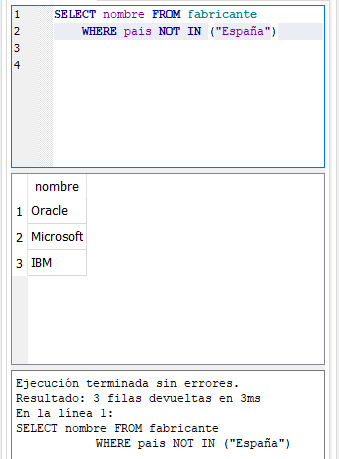 1 SELECT nombre FROM fabricante
2 WHERE pais NOT IN ("España")
3
4
nombre
1 Oracle
2 Microsoft
3 IBM
Ejecución terminada sin errores.
Resultado: 3 filas devueltas en 3ms
En la línea 1:
SELECT nombre FROM fabricante
WHERE pais NOT IN ("España")